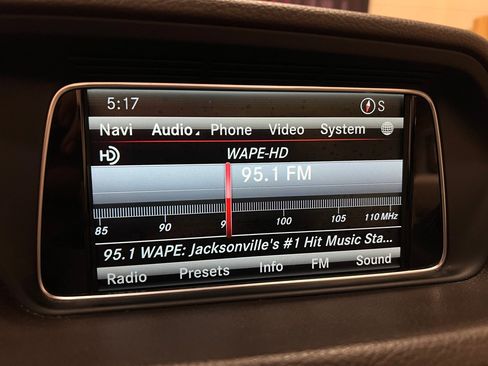 5:17 S
Navi Audio Phone Video System
HD WAPE-HD
95.1 FM
85 90 9 100 105 110 MHz
95.1 WAPE: Jacksonville's #1 Hit Music Sta...
Radio Presets Info FM Sound